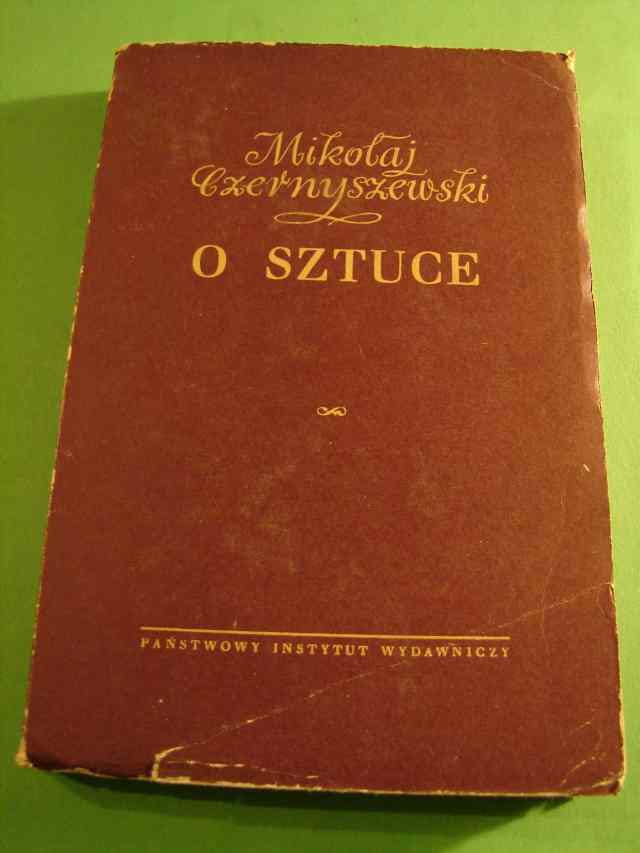 Mikołaj
Czernyszewski
O SZTUCE
PAŃSTWOWY INSTYTUT WYDAWNICZY